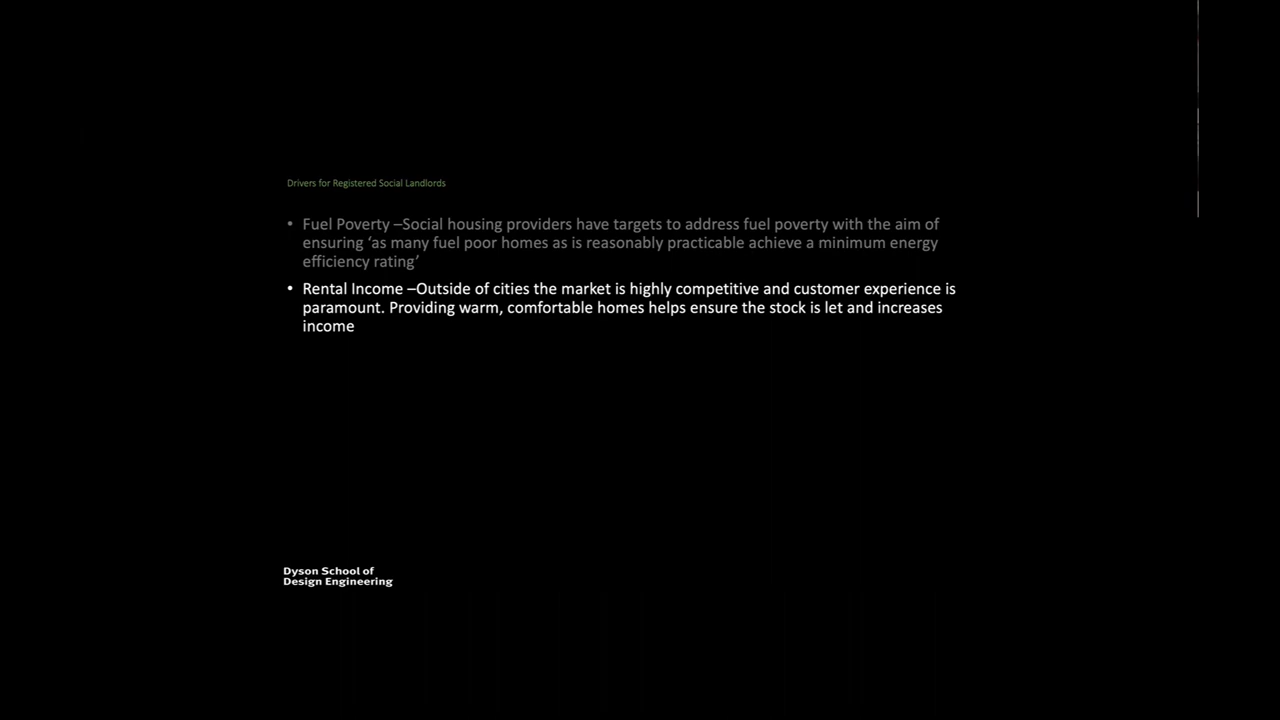 Drivers for Registered Social Landlords
• Fuel Poverty –Social housing providers have targets to address fuel poverty with the aim of
ensuring ‘as many fuel poor homes as is reasonably practicable achieve a minimum energy
efficiency rating’
• Rental Income –Outside of cities the market is highly competitive and customer experience is
paramount. Providing warm, comfortable homes helps ensure the stock is let and increases
income
Dyson School of
Design Engineering